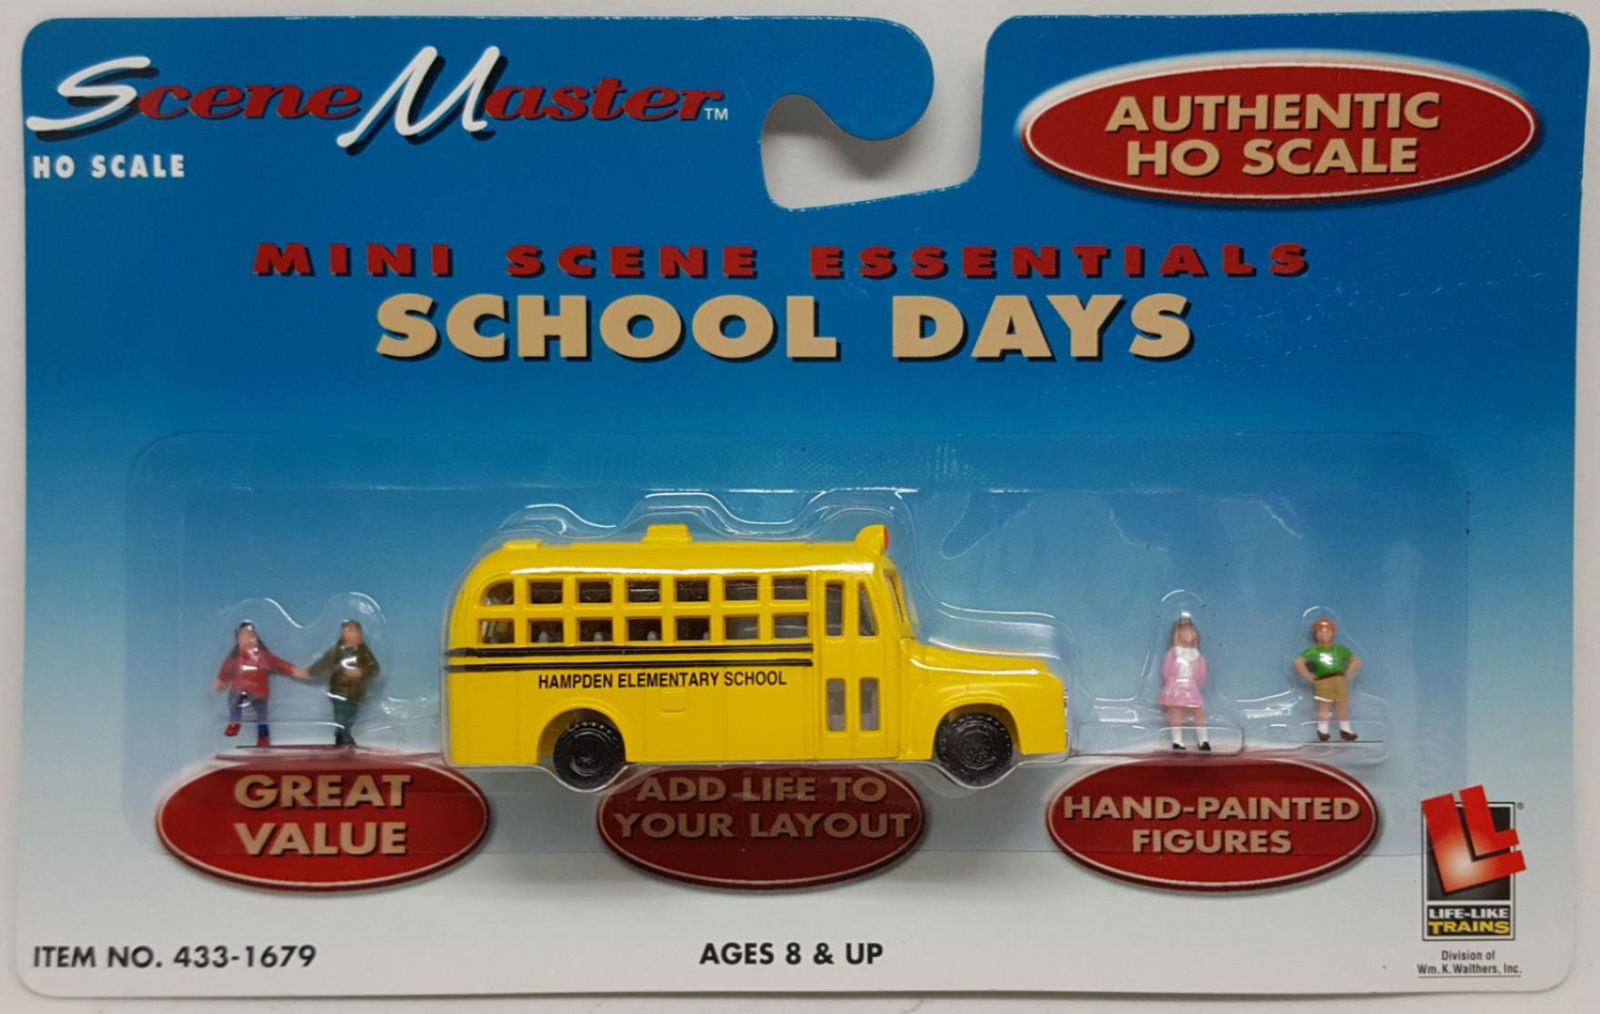 SceneMaster™
HO SCALE
AUTHENTIC
HO SCALE
MINI SCENE ESSENTIALS
SCHOOL DAYS
HAMPDEN ELEMENTARY SCHOOL
GREAT
VALUE
ADD LIFE TO
YOUR LAYOUT
HAND-PAINTED
FIGURES
LL®
LIFE-LIKE
TRAINS
Division of
Wm. K. Walthers, Inc.
ITEM NO. 433-1679
AGES 8 & UP